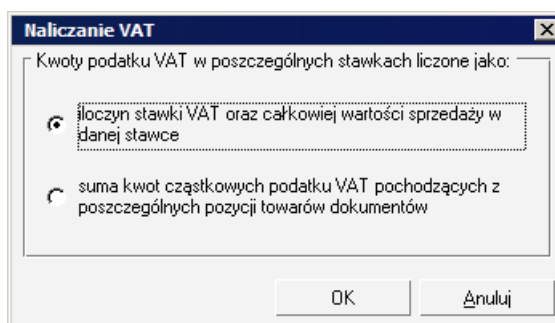 Naliczanie VAT
Kwoty podatku VAT w poszczególnych stawkach liczone jako:
iloczyn stawki VAT oraz całkowiej wartości sprzedaży w
danej stawce
suma kwot cząstkowych podatku VAT pochodzących z
poszczególnych pozycji towarów dokumentów
OK
Anuluj